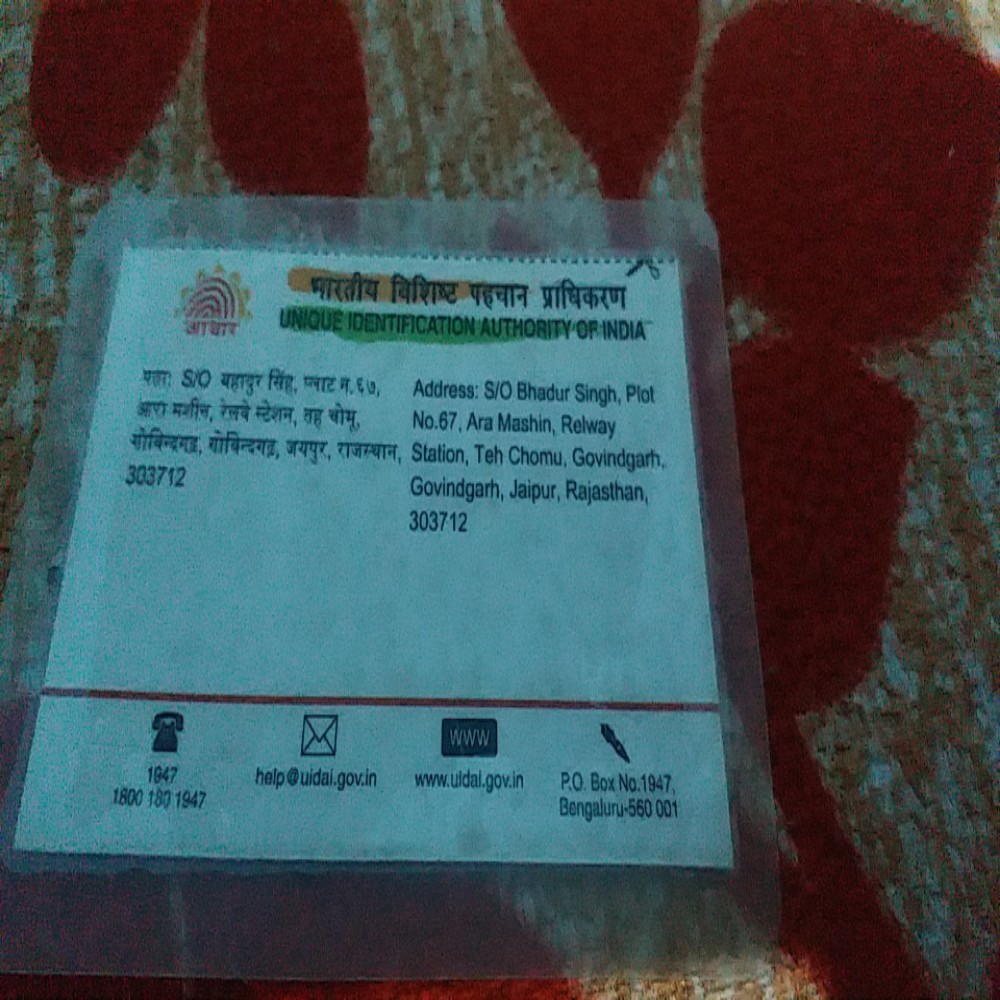 आधार
भारतीय विशिष्ट पहचान प्राधिकरण
UNIQUE IDENTIFICATION AUTHORITY OF INDIA
पता: S/O बहादुर सिंह, प्लाट न. ६७,
आरा मशीन, रेलवे स्टेशन, तह चोमू,
गोविन्दगढ़, गोविन्दगढ़, जयपुर, राजस्थान,
303712
Address: S/O Bhadur Singh, Plot
No.67, Ara Mashin, Relway
Station, Teh Chomu, Govindgarh,
Govindgarh, Jaipur, Rajasthan,
303712
1947
1800 180 1947
help@uidai.gov.in
WWW
www.uidai.gov.in
P.O. Box No.1947,
Bengaluru-560 001